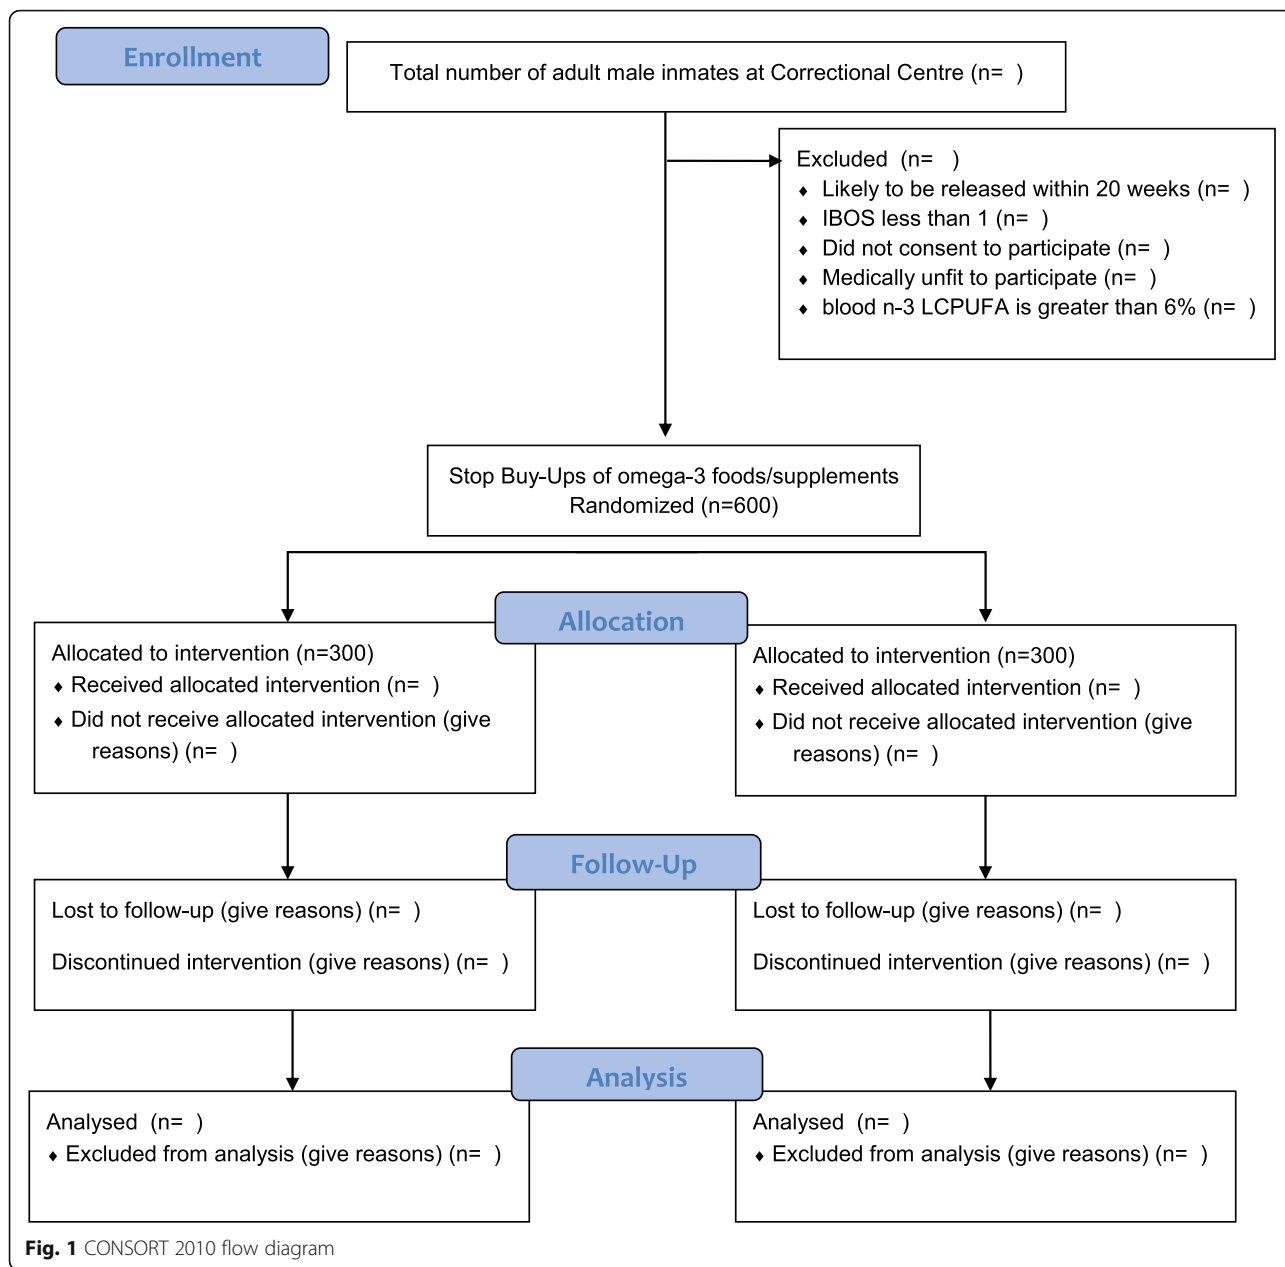 Enrollment
Total number of adult male inmates at Correctional Centre (n=  )
Excluded  (n=   )
♦ Likely to be released within 20 weeks (n=  )
♦ IBOS less than 1 (n=  )
♦ Did not consent to participate (n=  )
♦ Medically unfit to participate (n=  )
♦ blood n-3 LCPUFA is greater than 6% (n=  )
Stop Buy-Ups of omega-3 foods/supplements
Randomized (n=600)
Allocation
Allocated to intervention (n=300)
♦ Received allocated intervention (n=  )
♦ Did not receive allocated intervention (give
reasons) (n=  )
Allocated to intervention (n=300)
♦ Received allocated intervention (n=  )
♦ Did not receive allocated intervention (give
reasons) (n=  )
Follow-Up
Lost to follow-up (give reasons) (n=  )
Discontinued intervention (give reasons) (n=  )
Lost to follow-up (give reasons) (n=  )
Discontinued intervention (give reasons) (n=  )
Analysis
Analysed  (n=  )
♦ Excluded from analysis (give reasons) (n=  )
Analysed  (n=  )
♦ Excluded from analysis (give reasons) (n=  )
Fig. 1 CONSORT 2010 flow diagram